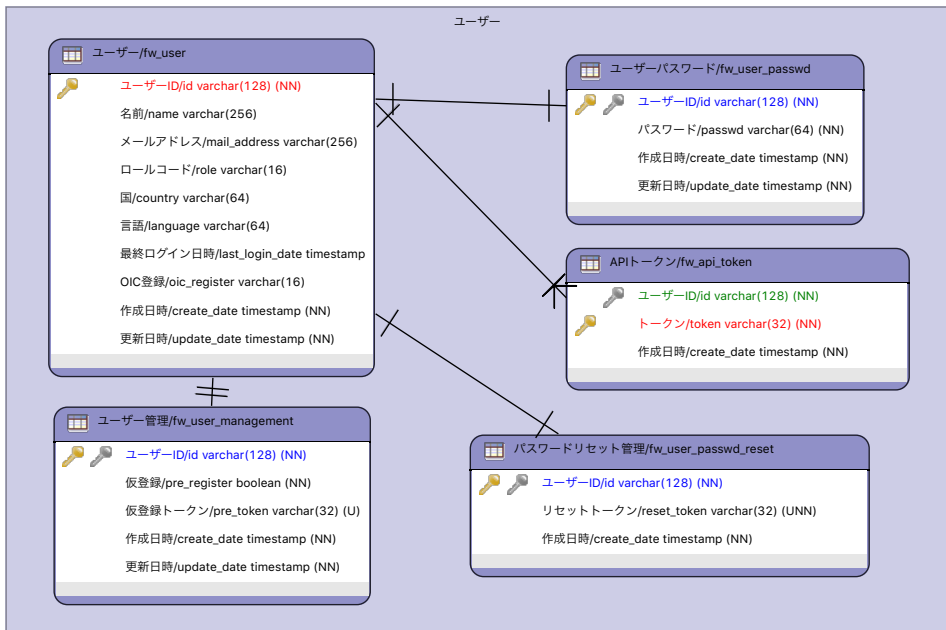 ユーザー
ユーザー/fw_user
ユーザーID/id varchar(128) (NN)
名前/name varchar(256)
メールアドレス/mail_address varchar(256)
ロールコード/role varchar(16)
国/country varchar(64)
言語/language varchar(64)
最終ログイン日時/last_login_date timestamp
OIC登録/oic_register varchar(16)
作成日時/create_date timestamp (NN)
更新日時/update_date timestamp (NN)
ユーザーパスワード/fw_user_passwd
ユーザーID/id varchar(128) (NN)
パスワード/passwd varchar(64) (NN)
作成日時/create_date timestamp (NN)
更新日時/update_date timestamp (NN)
APIトークン/fw_api_token
ユーザーID/id varchar(128) (NN)
トークン/token varchar(32) (NN)
作成日時/create_date timestamp (NN)
ユーザー管理/fw_user_management
ユーザーID/id varchar(128) (NN)
仮登録/pre_register boolean (NN)
仮登録トークン/pre_token varchar(32) (U)
作成日時/create_date timestamp (NN)
更新日時/update_date timestamp (NN)
パスワードリセット管理/fw_user_passwd_reset
ユーザーID/id varchar(128) (NN)
リセットトークン/reset_token varchar(32) (UNN)
作成日時/create_date timestamp (NN)